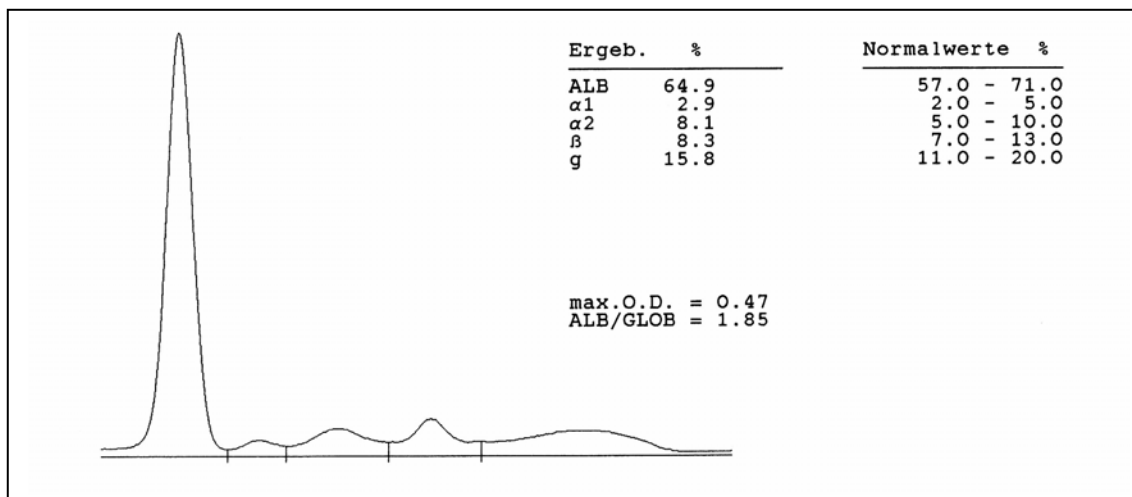 Ergeb. %
ALB 64.9
α1 2.9
α2 8.1
ß 8.3
g 15.8
Normalwerte %
57.0 - 71.0
2.0 - 5.0
5.0 - 10.0
7.0 - 13.0
11.0 - 20.0
max.O.D. = 0.47
ALB/GLOB = 1.85